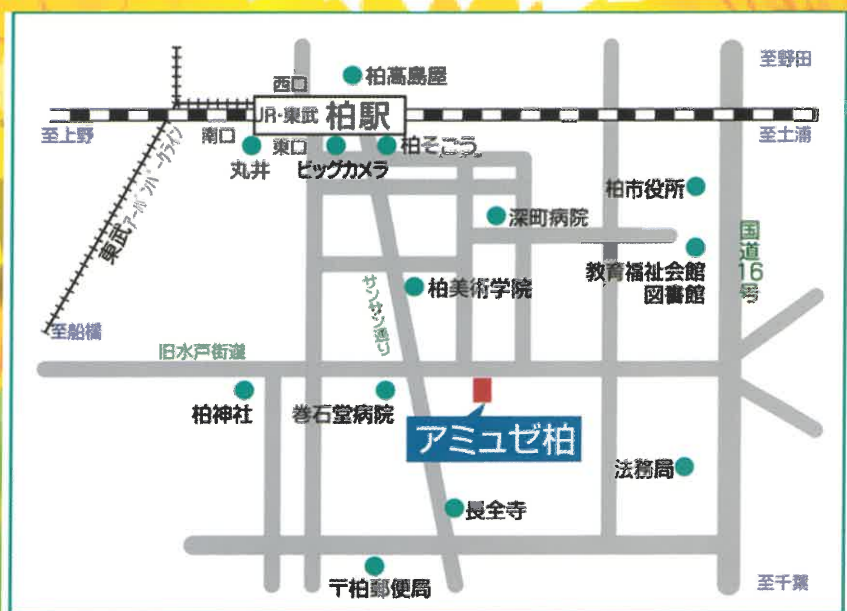 至野田
柏高島屋
西口
JR・東武 柏駅
至上野
南口
東口
至土浦
丸井
ビッグカメラ
柏そごう
東武アーバンパークライン
柏市役所
深町病院
国道16号
教育福祉会館
図書館
柏美術学院
サンサン通り
至船橋
旧水戸街道
柏神社
巻石堂病院
アミュゼ柏
法務局
長全寺
〒柏郵便局
至千葉